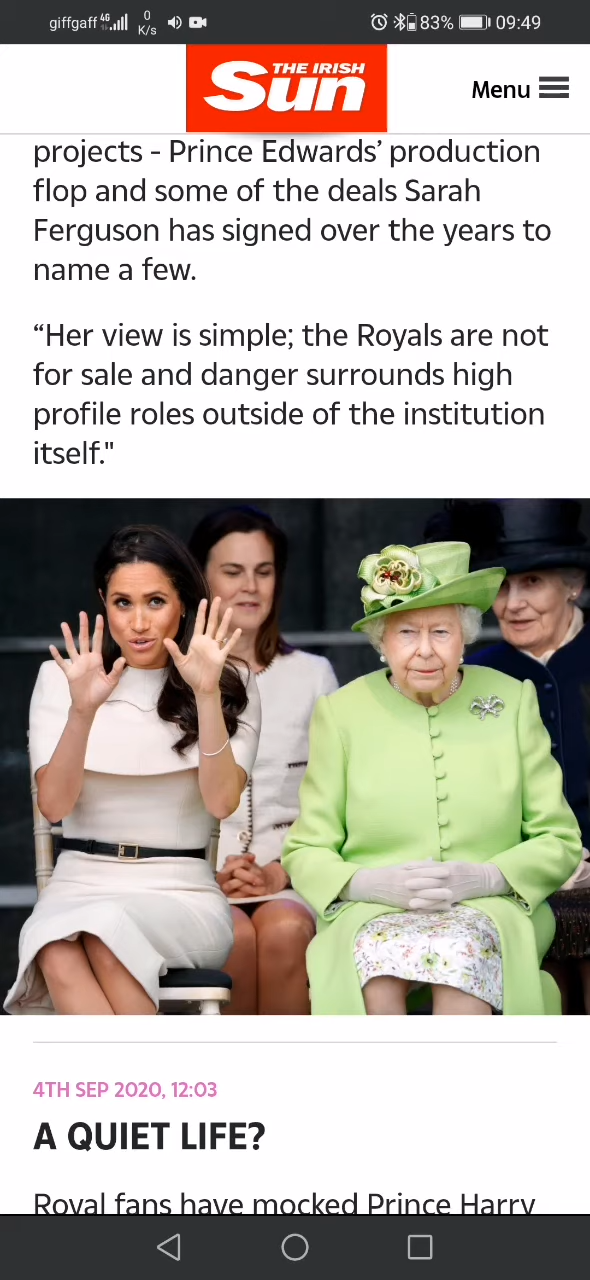 giffgaff 4G 0 K/s 83% 09:49
THE IRISH
Sun
Menu
projects - Prince Edwards’ production
flop and some of the deals Sarah
Ferguson has signed over the years to
name a few.
“Her view is simple; the Royals are not
for sale and danger surrounds high
profile roles outside of the institution
itself."
4TH SEP 2020, 12:03
A QUIET LIFE?
Royal fans have mocked Prince Harry